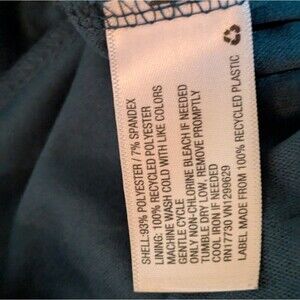 SHELL: 93% POLYESTER / 7% SPANDEX
LINING: 100% RECYCLED POLYESTER
MACHINE WASH COLD WITH LIKE COLORS
GENTLE CYCLE
ONLY NON-CHLORINE BLEACH IF NEEDED
TUMBLE DRY LOW, REMOVE PROMPTLY
COOL IRON IF NEEDED
RN17730 VN1299629
LABEL MADE FROM 100% RECYCLED PLASTIC